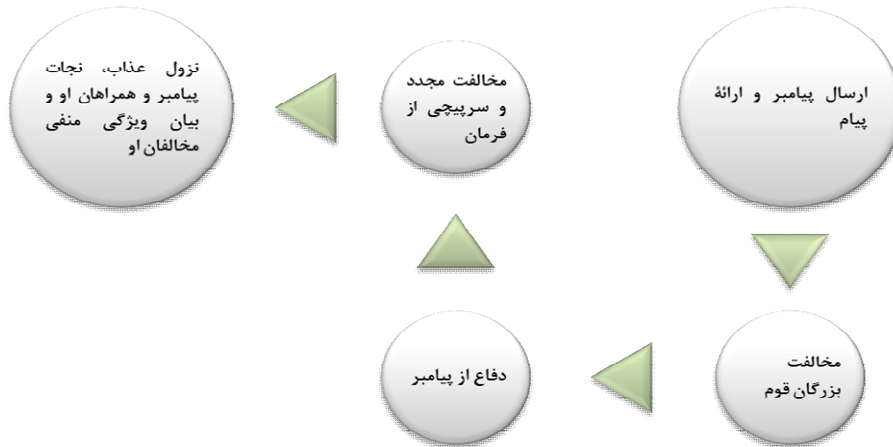 ارسال پیامبر و ارائۀ
پیام
مخالفت
بزرگان قوم
دفاع از پیامبر
مخالفت مجدد
و سرپیچی از
فرمان
نزول عذاب، نجات
پیامبر و همراهان او و
بیان ویژگی منفی
مخالفان او